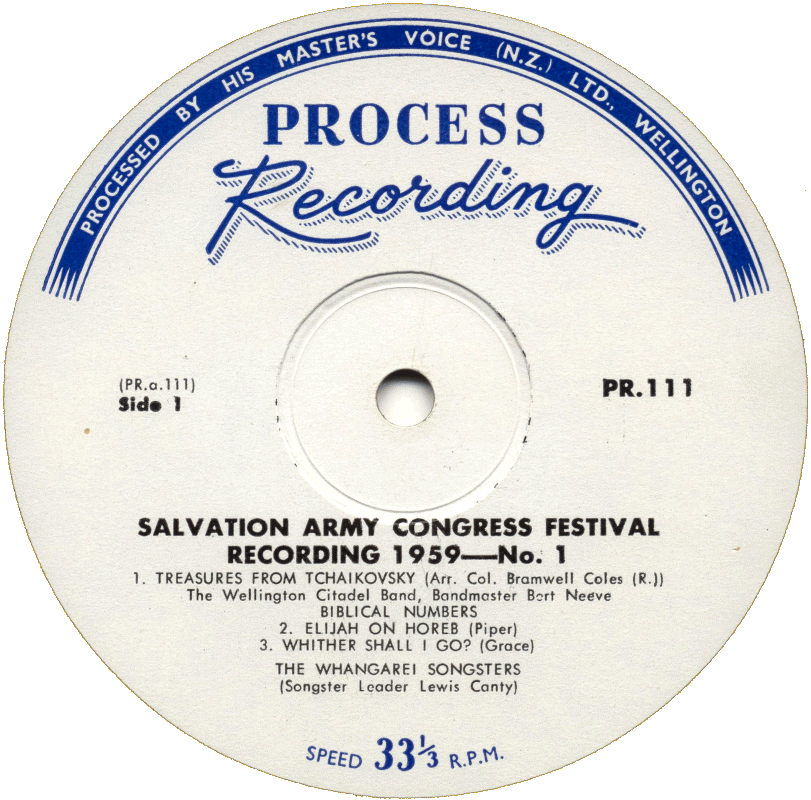 PROCESSED BY HIS MASTER'S VOICE (N.Z.) LTD., WELLINGTON
PROCESS
Recording
(PR.a.111)
Side 1
PR.111
SALVATION ARMY CONGRESS FESTIVAL
RECORDING 1959—No. 1
1. TREASURES FROM TCHAIKOVSKY (Arr. Col. Bramwell Coles (R.))
The Wellington Citadel Band, Bandmaster Bert Neeve
BIBLICAL NUMBERS
2. ELIJAH ON HOREB (Piper)
3. WHITHER SHALL I GO? (Grace)
THE WHANGAREI SONGSTERS
(Songster Leader Lewis Canty)
SPEED 33⅓ R.P.M.